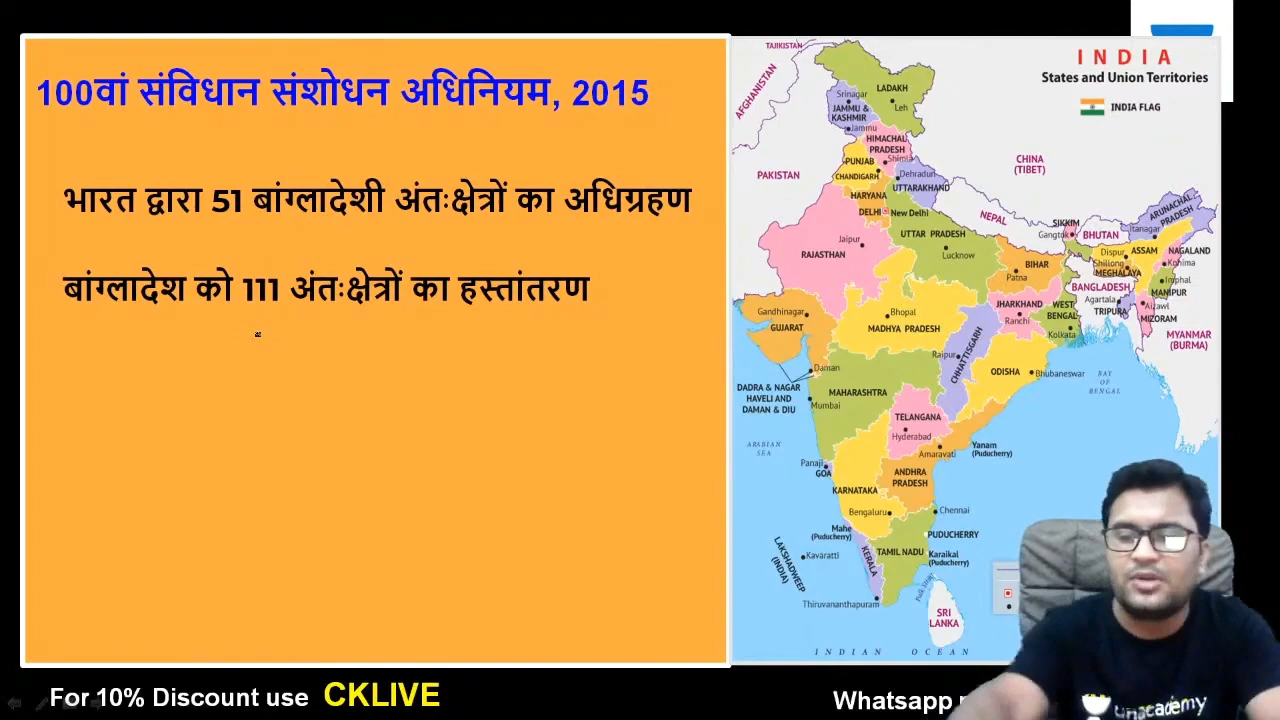 100वां संविधान संशोधन अधिनियम, 2015
भारत द्वारा 51 बांग्लादेशी अंतःक्षेत्रों का अधिग्रहण
बांग्लादेश को 111 अंतःक्षेत्रों का हस्तांतरण
INDIA
States and Union Territories
INDIA FLAG
TAJIKISTAN
AFGHANISTAN
PAKISTAN
CHINA
(TIBET)
NEPAL
BHUTAN
BANGLADESH
MYANMAR
(BURMA)
SRI
LANKA
LADAKH
Leh
Srinagar
JAMMU &
KASHMIR
Jammu
HIMACHAL
PRADESH
Shimla
PUNJAB
CHANDIGARH
Dehradun
UTTARAKHAND
HARYANA
DELHI
New Delhi
UTTAR PRADESH
Lucknow
Jaipur
RAJASTHAN
BIHAR
Patna
SIKKIM
Gangtok
ARUNACHAL
PRADESH
Itanagar
Dispur
ASSAM
NAGALAND
Shillong
Kohima
MEGHALAYA
Imphal
MANIPUR
Agartala
Aizawl
TRIPURA
MIZORAM
Gandhinagar
GUJARAT
Bhopal
MADHYA PRADESH
JHARKHAND
Ranchi
WEST
BENGAL
Kolkata
Raipur
CHHATTISGARH
ODISHA
Bhubaneswar
BAY
OF
BENGAL
Daman
DADRA & NAGAR
HAVELI AND
DAMAN & DIU
MAHARASHTRA
Mumbai
TELANGANA
Hyderabad
ARABIAN
SEA
Amaravati
Yanam
(Puducherry)
Panaji
GOA
ANDHRA
PRADESH
KARNATAKA
Bengaluru
Chennai
Mahe
(Puducherry)
PUDUCHERRY
KERALA
TAMIL NADU
Karaikal
(Puducherry)
LAKSHADWEEP
(INDIA)
Kavaratti
Palk Strait
Thiruvananthapuram
INDIAN OCEAN
For 10% Discount use CKLIVE
Whatsapp
unacademy